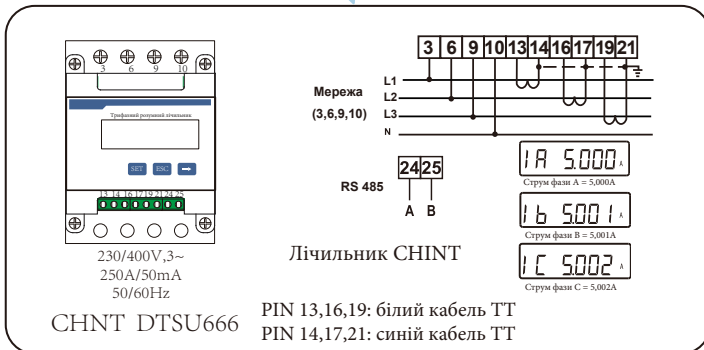 3 6 9 10
Трифазний розумний лічильник
SET ESC
13 14 16 17 19 21 24 25
230/400V,3~
250A/50mA
50/60Hz
CHNT DTSU666
3 6 9 10 13 14 16 17 19 21
L1
L2
L3
N
Мережа
(3,6,9,10)
24 25
RS 485
A B
Лічильник CHINT
IA 5.000 A
Струм фази A = 5,000A
Ib 5.001 A
Струм фази B = 5,001A
IC 5.002 A
Струм фази C = 5,002A
PIN 13,16,19: білий кабель ТТ
PIN 14,17,21: синій кабель ТТ